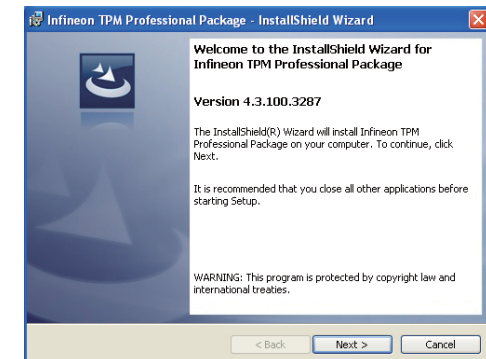 Infineon TPM Professional Package - InstallShield Wizard
Welcome to the InstallShield Wizard for
Infineon TPM Professional Package
Version 4.3.100.3287
The InstallShield(R) Wizard will install Infineon TPM
Professional Package on your computer. To continue, click
Next.
It is recommended that you close all other applications before
starting Setup.
WARNING: This program is protected by copyright law and
international treaties.
< Back
Next >
Cancel